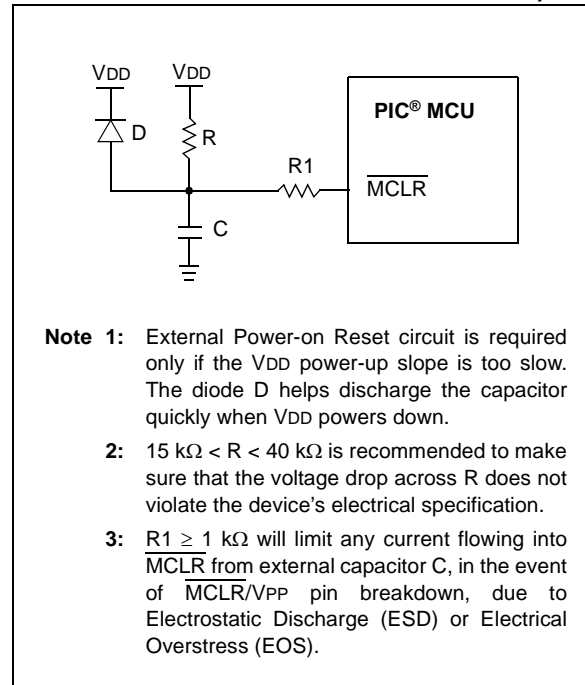 VDD VDD
D
R
R1
C
PIC® MCU
MCLR
Note 1: External Power-on Reset circuit is required
only if the VDD power-up slope is too slow.
The diode D helps discharge the capacitor
quickly when VDD powers down.
2: 15 kΩ < R < 40 kΩ is recommended to make
sure that the voltage drop across R does not
violate the device's electrical specification.
3: R1 ≥ 1 kΩ will limit any current flowing into
MCLR from external capacitor C, in the event
of MCLR/VPP pin breakdown, due to
Electrostatic Discharge (ESD) or Electrical
Overstress (EOS).